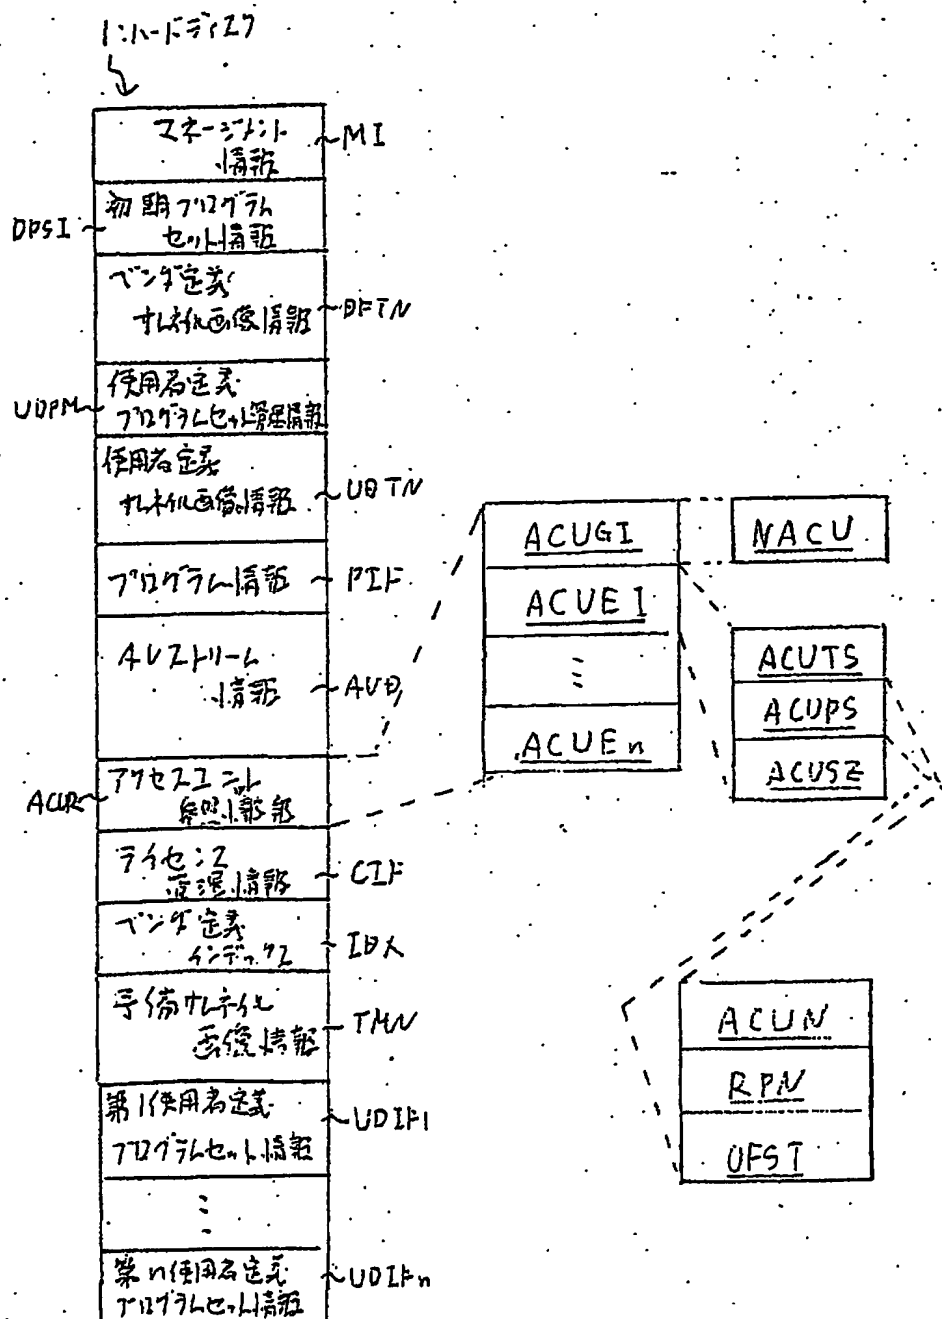 1:ハードディスク
マネージメント
情報
MI
DPSI
初期プログラム
セット情報
ベンダ定義
サムネイル画像情報
DFTN
UDPM
使用者定義
プログラムセット管理情報
使用者定義
サムネイル画像情報
UDTN
プログラム情報
PIF
AVストリーム
情報
AVD
ACUR
アクセスユニット
参照情報部
ライセンス
管理情報
CIF
ベンダ定義
インデックス
IDX
予備サムネイル
画像情報
TMN
第1使用者定義
プログラムセット情報
UDIF1
第n使用者定義
プログラムセット情報
UDIFn
ACUGI
ACUE1
ACUEn
NACU
ACUTS
ACUPS
ACUSZ
ACUN
RPN
OFST